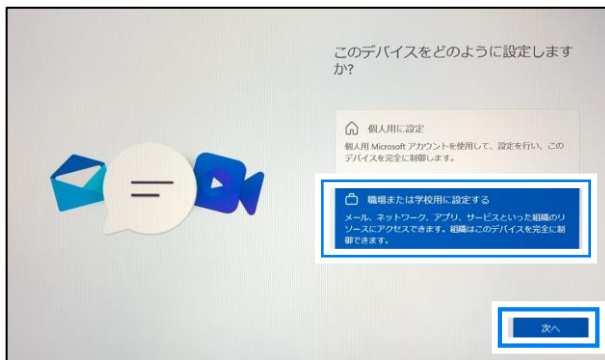 このデバイスをどのように設定します
か?
個人用に設定
個人用 Microsoft アカウントを使用して、設定を行い、この
デバイスを完全に制御します。
職場または学校用に設定する
メール、ネットワーク、アプリ、サービスといった組織のリ
ソースにアクセスできます。組織はこのデバイスを完全に制
御できます。
次へ